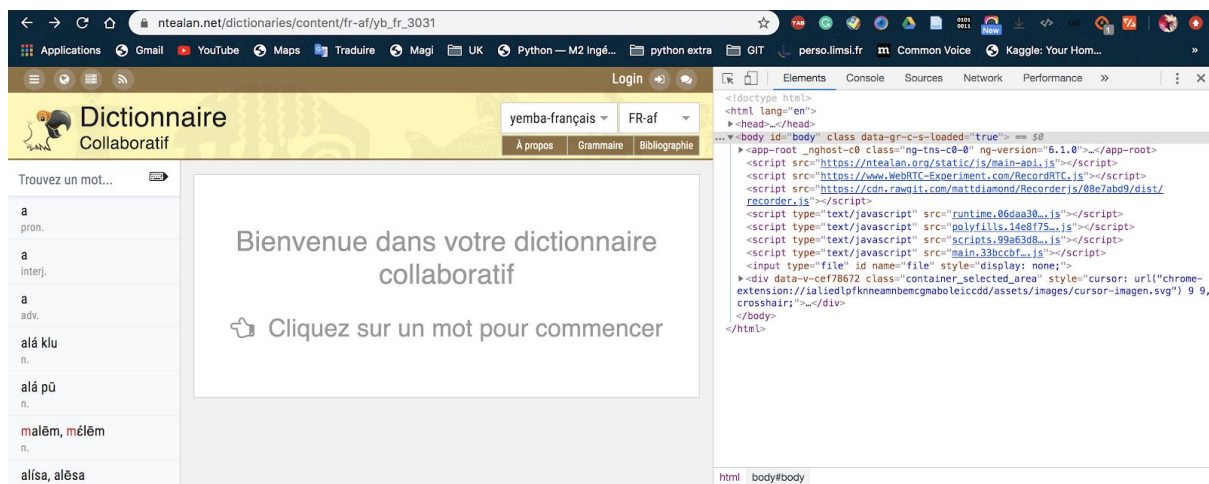 ntealan.net/dictionaries/content/fr-af/yb_fr_3031
Applications Gmail YouTube Maps Traduire Magi UK Python — M2 Ingé... python extra GIT perso.limsi.fr Common Voice Kaggle: Your Hom... »
New
Login
Dictionnaire
Collaboratif
yemba-français FR-af
À propos Grammaire Bibliographie
Trouvez un mot...
a
pron.
a
interj.
a
adv.
alá klu
n.
alá pū
n.
malēm, mέlēm
n.
alísa, alēsa
Bienvenue dans votre dictionnaire
collaboratif
Cliquez sur un mot pour commencer
Elements Console Sources Network Performance »
<!doctype html>
<html lang="en">
<head>…</head>
<body id="body" class data-gr-c-s-loaded="true"> == $0
<app-root _nghost-c0 class="ng-tns-c0-0" ng-version="6.1.0">…</app-root>
<script src="https://ntealan.org/static/js/main-api.js"></script>
<script src="https://www.WebRTC-Experiment.com/RecordRTC.js"></script>
<script src="https://cdn.rawgit.com/mattdiamond/Recorderjs/08e7abd9/dist/
recorder.js"></script>
<script type="text/javascript" src="runtime.06daa30….js"></script>
<script type="text/javascript" src="polyfills.14e8f75….js"></script>
<script type="text/javascript" src="scripts.99a63d8….js"></script>
<script type="text/javascript" src="main.33bccbf….js"></script>
<input type="file" id name="file" style="display: none;">
<div data-v-cef78672 class="container_selected_area" style="cursor: url("chrome-
extension://ialiedlpfknneamnbemcgmaboleiccdd/assets/images/cursor-imagen.svg") 9 9,
crosshair;">…</div>
</body>
</html>
html body#body